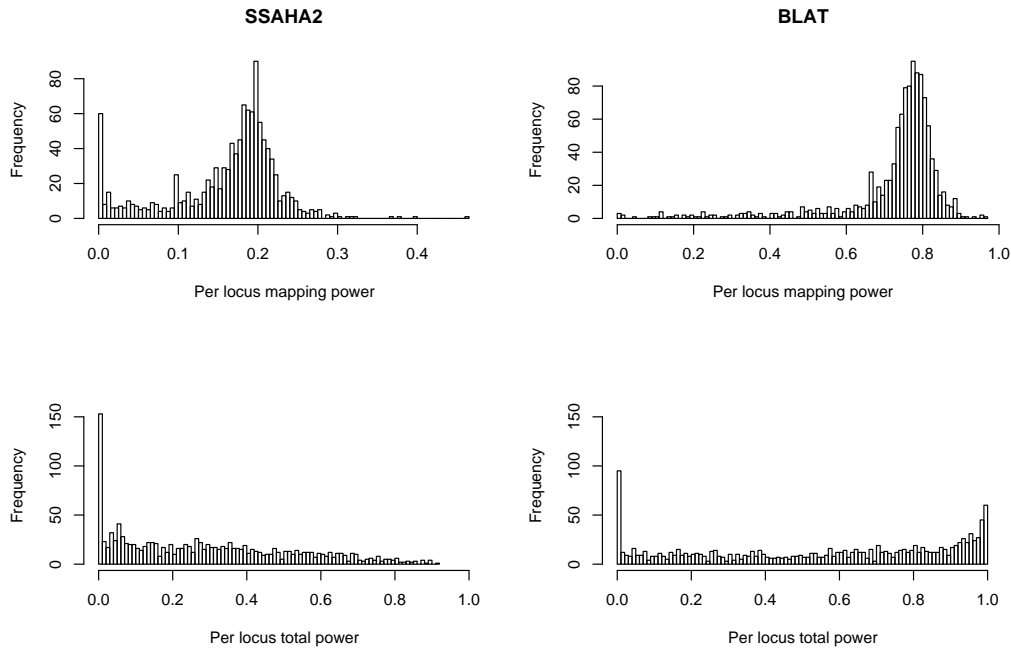 SSAHA2
Frequency
80
60
40
20
0
0.0 0.1 0.2 0.3 0.4
Per locus mapping power
BLAT
Frequency
80
60
40
20
0
0.0 0.2 0.4 0.6 0.8 1.0
Per locus mapping power
Frequency
150
100
50
0
0.0 0.2 0.4 0.6 0.8 1.0
Per locus total power
Frequency
150
100
50
0
0.0 0.2 0.4 0.6 0.8 1.0
Per locus total power